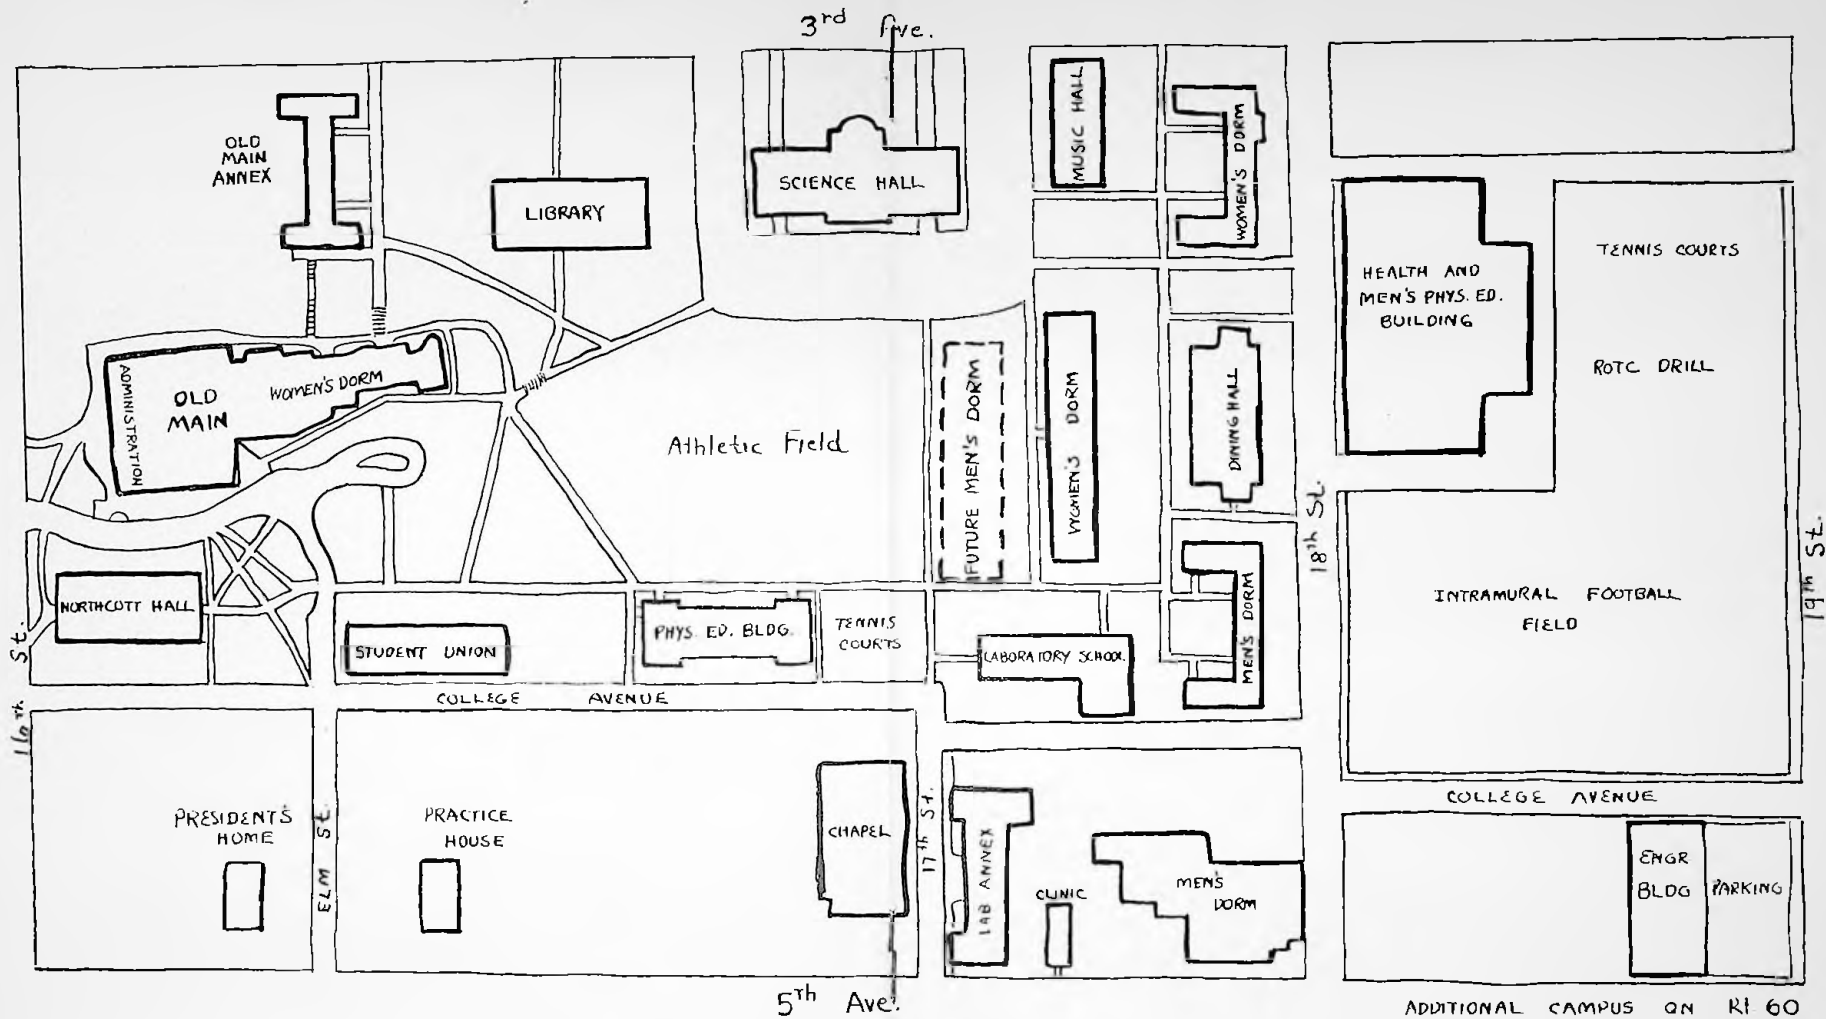 3rd Ave.
OLD
MAIN
ANNEX
LIBRARY
SCIENCE HALL
MUSIC HALL
WOMEN'S DORM
HEALTH AND
MEN'S PHYS. ED.
BUILDING
TENNIS COURTS
ROTC DRILL
ADMINISTRATION
OLD
MAIN
WOMEN'S DORM
Athletic Field
FUTURE MEN'S DORM
WOMEN'S DORM
DINING HALL
18th St.
19th St.
INTRAMURAL FOOTBALL
FIELD
NORTHCOTT HALL
STUDENT UNION
PHYS. ED. BLDG.
TENNIS
COURTS
LABORATORY SCHOOL.
MEN'S DORM
16th St.
COLLEGE AVENUE
COLLEGE AVENUE
PRESIDENT'S
HOME
ELM St.
PRACTICE
HOUSE
CHAPEL
17th St.
LAB ANNEX
CLINIC
MEN'S
DORM
ENGR
BLDG
PARKING
5th Ave.
ADDITIONAL CAMPUS ON Rt 60